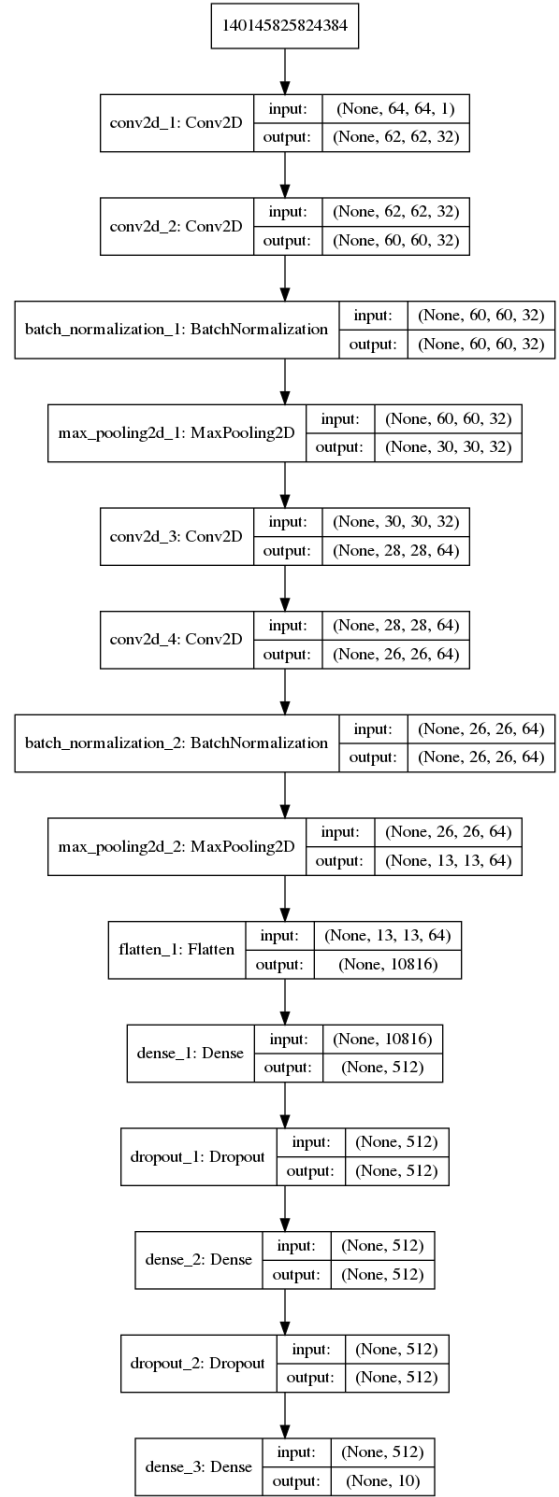 140145825824384
conv2d_1: Conv2D
input: (None, 64, 64, 1)
output: (None, 62, 62, 32)
conv2d_2: Conv2D
input: (None, 62, 62, 32)
output: (None, 60, 60, 32)
batch_normalization_1: BatchNormalization
input: (None, 60, 60, 32)
output: (None, 60, 60, 32)
max_pooling2d_1: MaxPooling2D
input: (None, 60, 60, 32)
output: (None, 30, 30, 32)
conv2d_3: Conv2D
input: (None, 30, 30, 32)
output: (None, 28, 28, 64)
conv2d_4: Conv2D
input: (None, 28, 28, 64)
output: (None, 26, 26, 64)
batch_normalization_2: BatchNormalization
input: (None, 26, 26, 64)
output: (None, 26, 26, 64)
max_pooling2d_2: MaxPooling2D
input: (None, 26, 26, 64)
output: (None, 13, 13, 64)
flatten_1: Flatten
input: (None, 13, 13, 64)
output: (None, 10816)
dense_1: Dense
input: (None, 10816)
output: (None, 512)
dropout_1: Dropout
input: (None, 512)
output: (None, 512)
dense_2: Dense
input: (None, 512)
output: (None, 512)
dropout_2: Dropout
input: (None, 512)
output: (None, 512)
dense_3: Dense
input: (None, 512)
output: (None, 10)